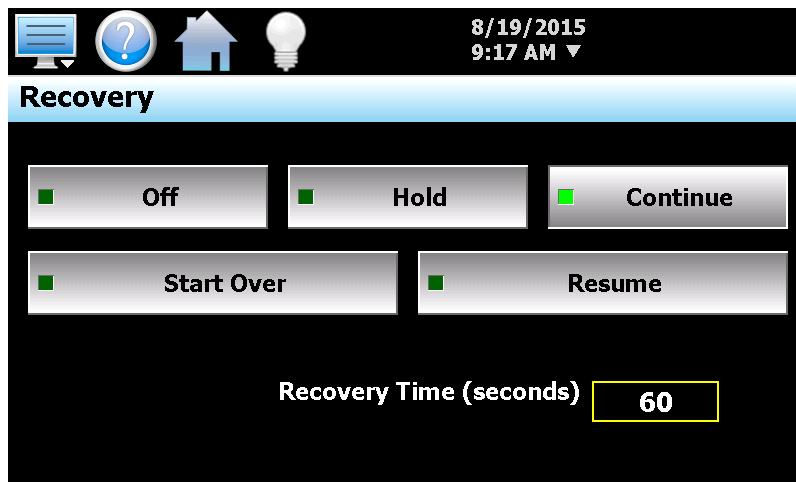 ?
8/19/2015
9:17 AM ▼
Recovery
Off
Hold
Continue
Start Over
Resume
Recovery Time (seconds)
60